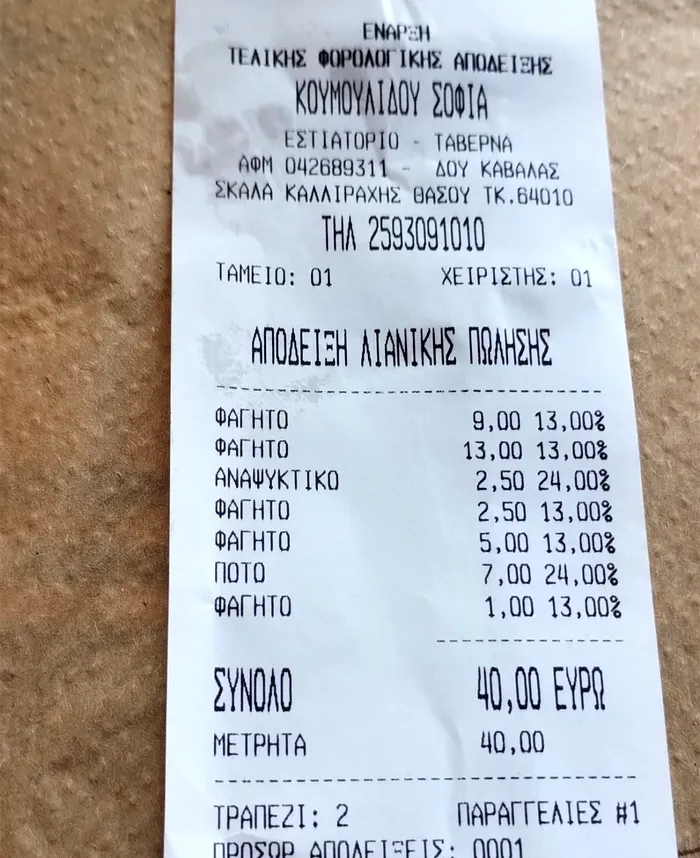 ΕΝΑΡΞΗ
ΤΕΛΙΚΗΣ ΦΟΡΟΛΟΓΙΚΗΣ ΑΠΟΔΕΙΞΗΣ
ΚΟΥΜΟΥΛΙΔΟΥ ΣΟΦΙΑ
ΕΣΤΙΑΤΟΡΙΟ - ΤΑΒΕΡΝΑ
ΑΦΜ 042689311 - ΔΟΥ ΚΑΒΑΛΑΣ
ΣΚΑΛΑ ΚΑΛΛΙΡΑΧΗΣ ΘΑΣΟΥ ΤΚ.64010
ΤΗΛ 2593091010
ΤΑΜΕΙΟ: 01 ΧΕΙΡΙΣΤΗΣ: 01
ΑΠΟΔΕΙΞΗ ΛΙΑΝΙΚΗΣ ΠΩΛΗΣΗΣ
ΦΑΓΗΤΟ 9,00 13,00%
ΦΑΓΗΤΟ 13,00 13,00%
ΑΝΑΨΥΚΤΙΚΟ 2,50 24,00%
ΦΑΓΗΤΟ 2,50 13,00%
ΦΑΓΗΤΟ 5,00 13,00%
ΠΟΤΟ 7,00 24,00%
ΦΑΓΗΤΟ 1,00 13,00%
ΣΥΝΟΛΟ 40,00 ΕΥΡΩ
ΜΕΤΡΗΤΑ 40,00
ΤΡΑΠΕΖΙ: 2 ΠΑΡΑΓΓΕΛΙΕΣ #1
ΠΡΟΣΩΡ ΑΠΟΔΕΙΞΕΙΣ: 0001